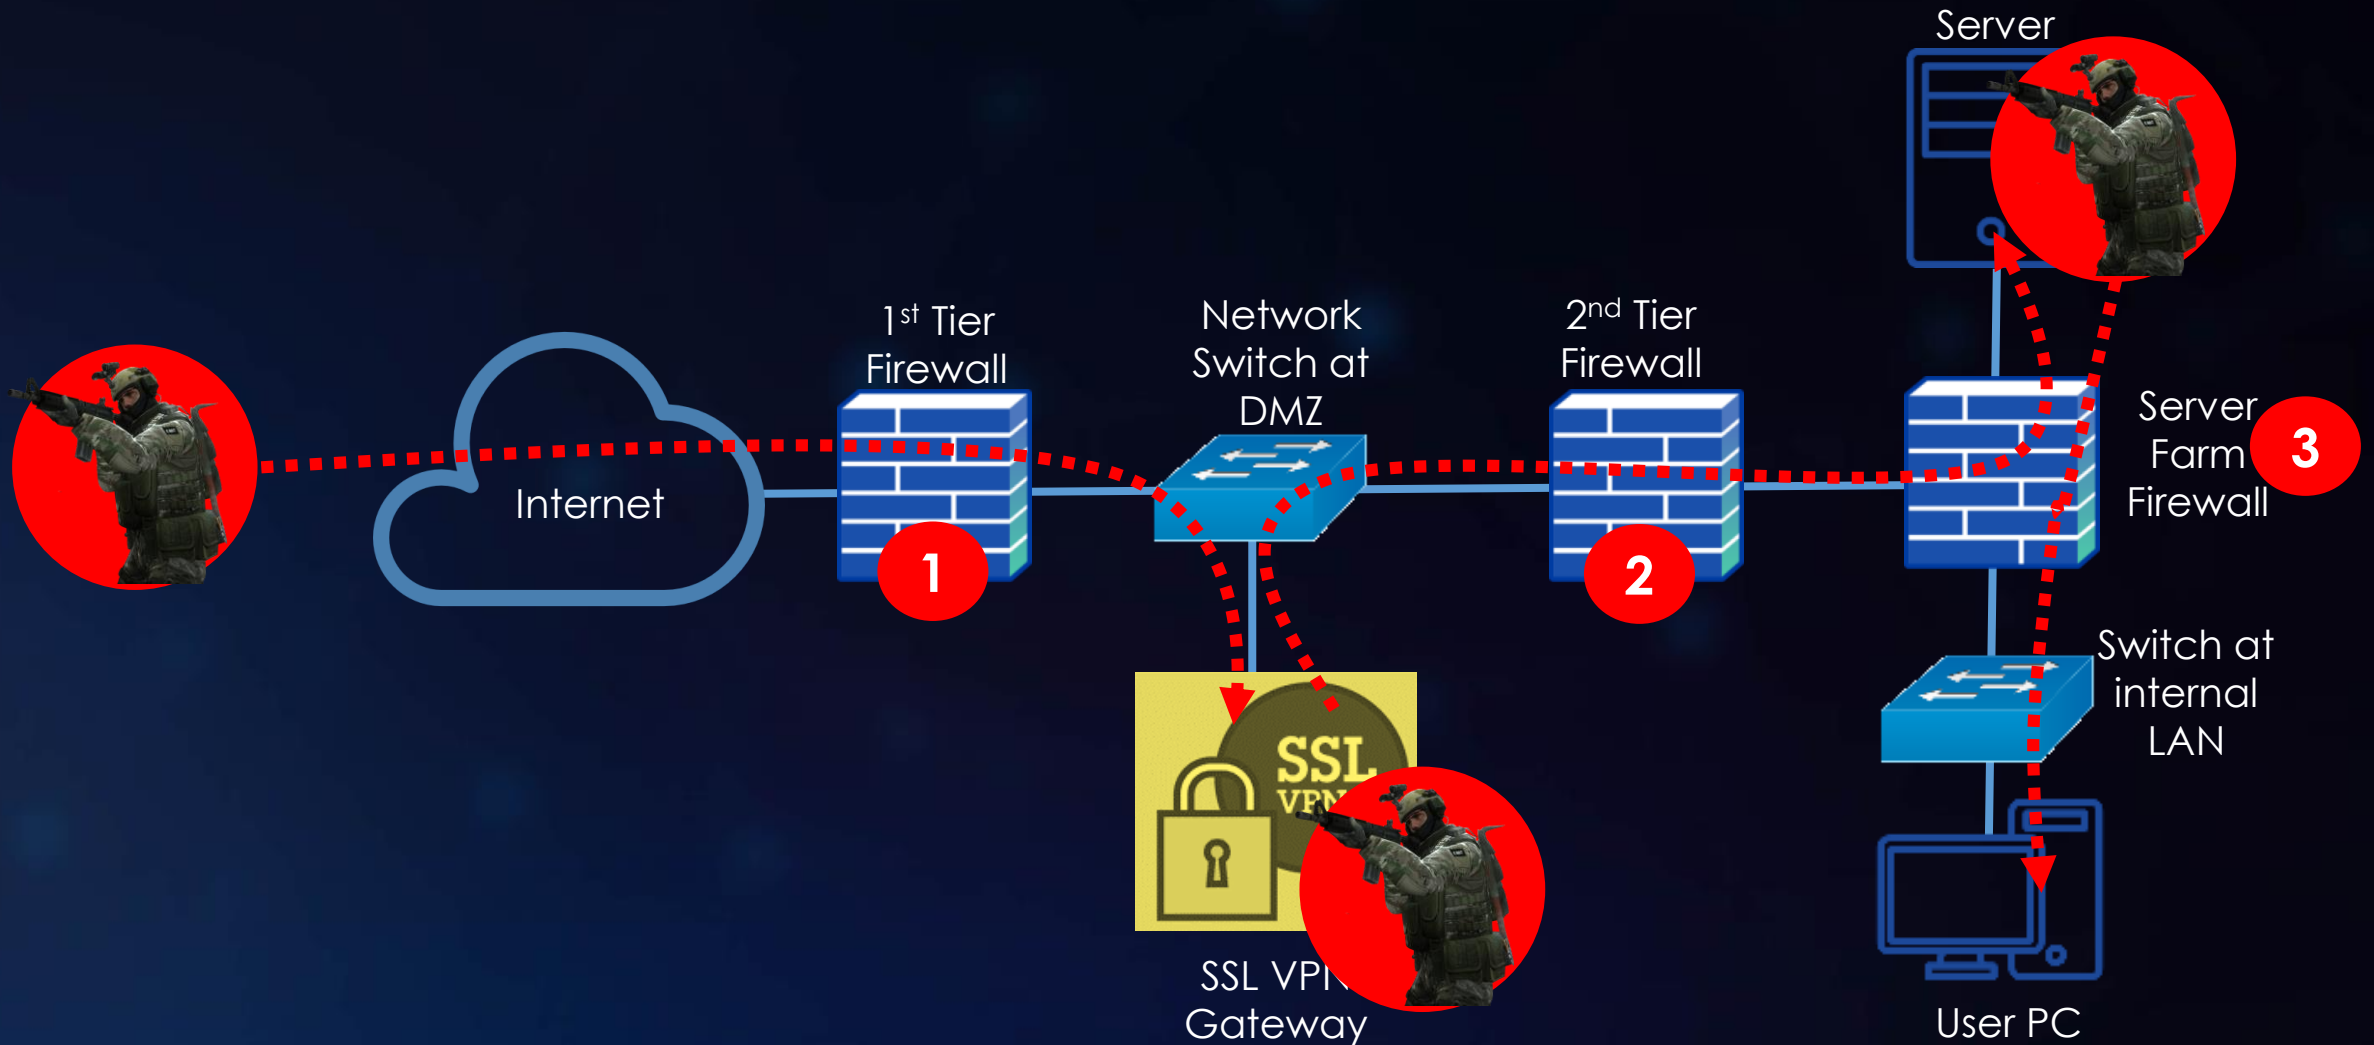 Server
1st Tier
Firewall
Network
Switch at
DMZ
2nd Tier
Firewall
Server
Farm
Firewall
3
Internet
1
2
Switch at
internal
LAN
SSL
SSL
Gateway
User PC